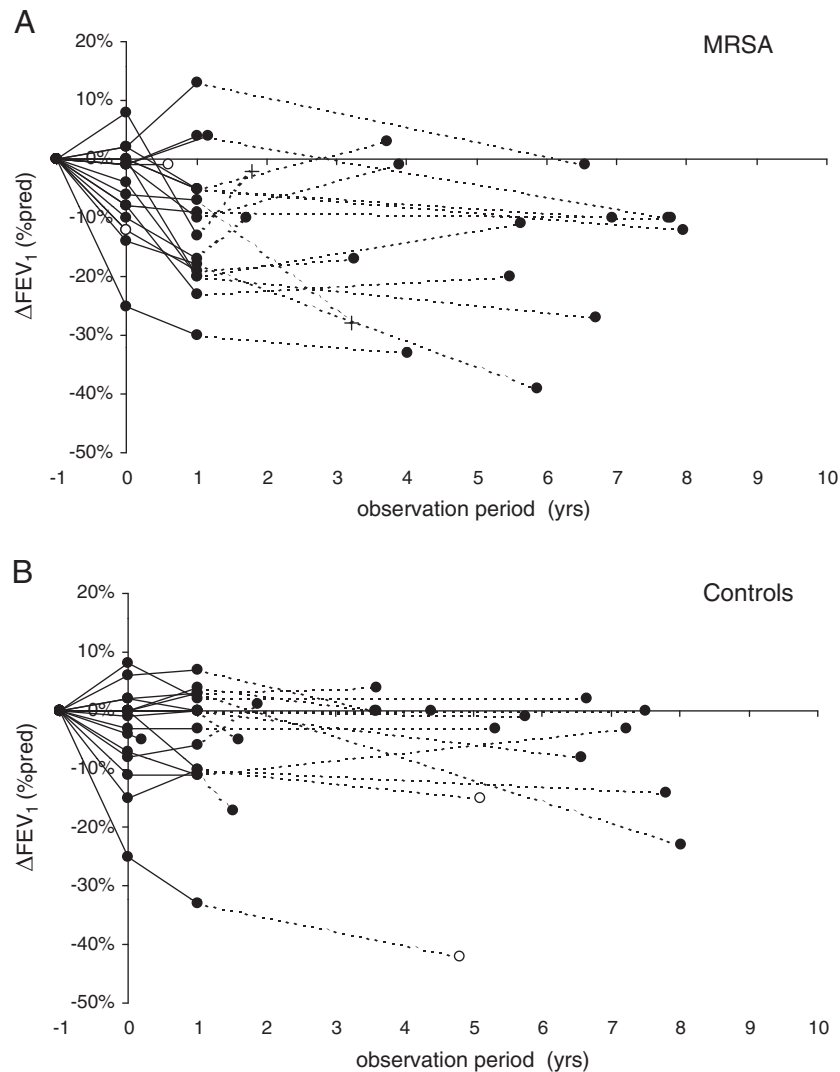 A
MRSA
20%
10%
0%
-10%
-20%
-30%
-40%
-50%
ΔFEV1 (%pred)
-1 0 1 2 3 4 5 6 7 8 9 10
observation period (yrs)
B
Controls
20%
10%
0%
-10%
-20%
-30%
-40%
-50%
ΔFEV1 (%pred)
-1 0 1 2 3 4 5 6 7 8 9 10
observation period (yrs)